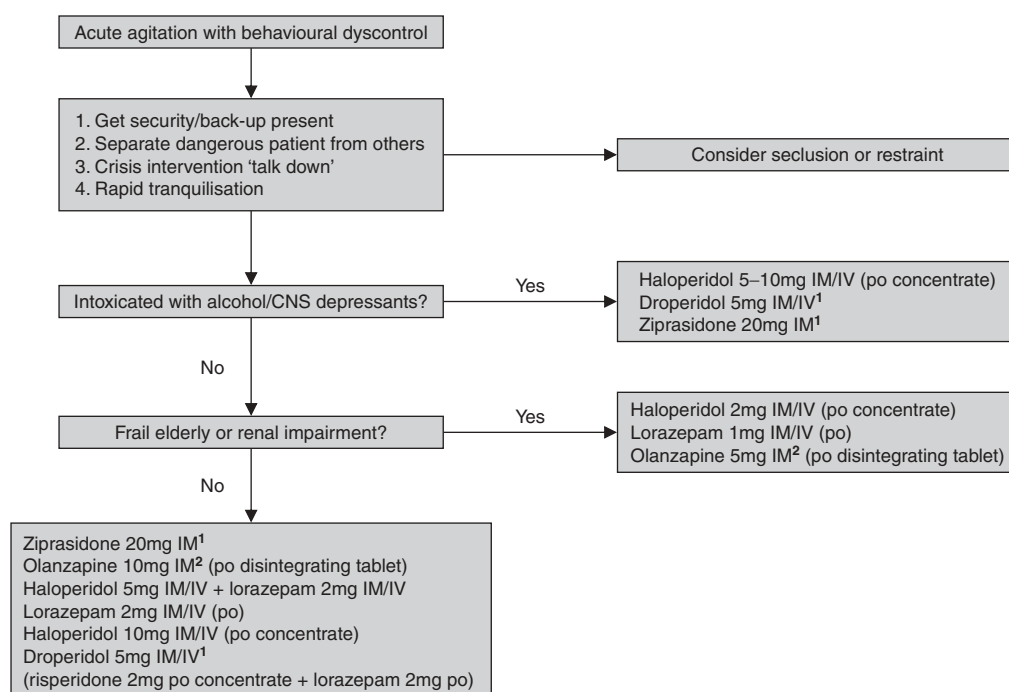 Acute agitation with behavioural dyscontrol
1. Get security/back-up present
2. Separate dangerous patient from others
3. Crisis intervention ‘talk down’
4. Rapid tranquilisation
Consider seclusion or restraint
Intoxicated with alcohol/CNS depressants?
Yes
Haloperidol 5–10mg IM/IV (po concentrate)
Droperidol 5mg IM/IV¹
Ziprasidone 20mg IM¹
No
Frail elderly or renal impairment?
Yes
Haloperidol 2mg IM/IV (po concentrate)
Lorazepam 1mg IM/IV (po)
Olanzapine 5mg IM² (po disintegrating tablet)
No
Ziprasidone 20mg IM¹
Olanzapine 10mg IM² (po disintegrating tablet)
Haloperidol 5mg IM/IV + lorazepam 2mg IM/IV
Lorazepam 2mg IM/IV (po)
Haloperidol 10mg IM/IV (po concentrate)
Droperidol 5mg IM/IV¹
(risperidone 2mg po concentrate + lorazepam 2mg po)